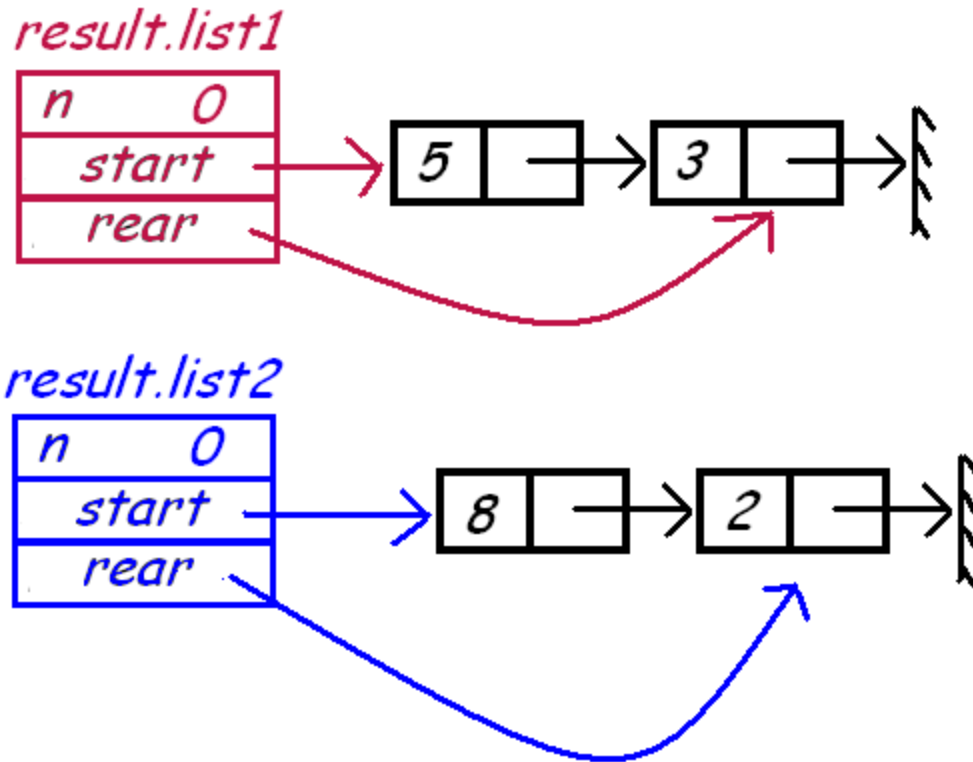 result.list1
n 0
start
rear
5 3
result.list2
n 0
start
rear
8 2